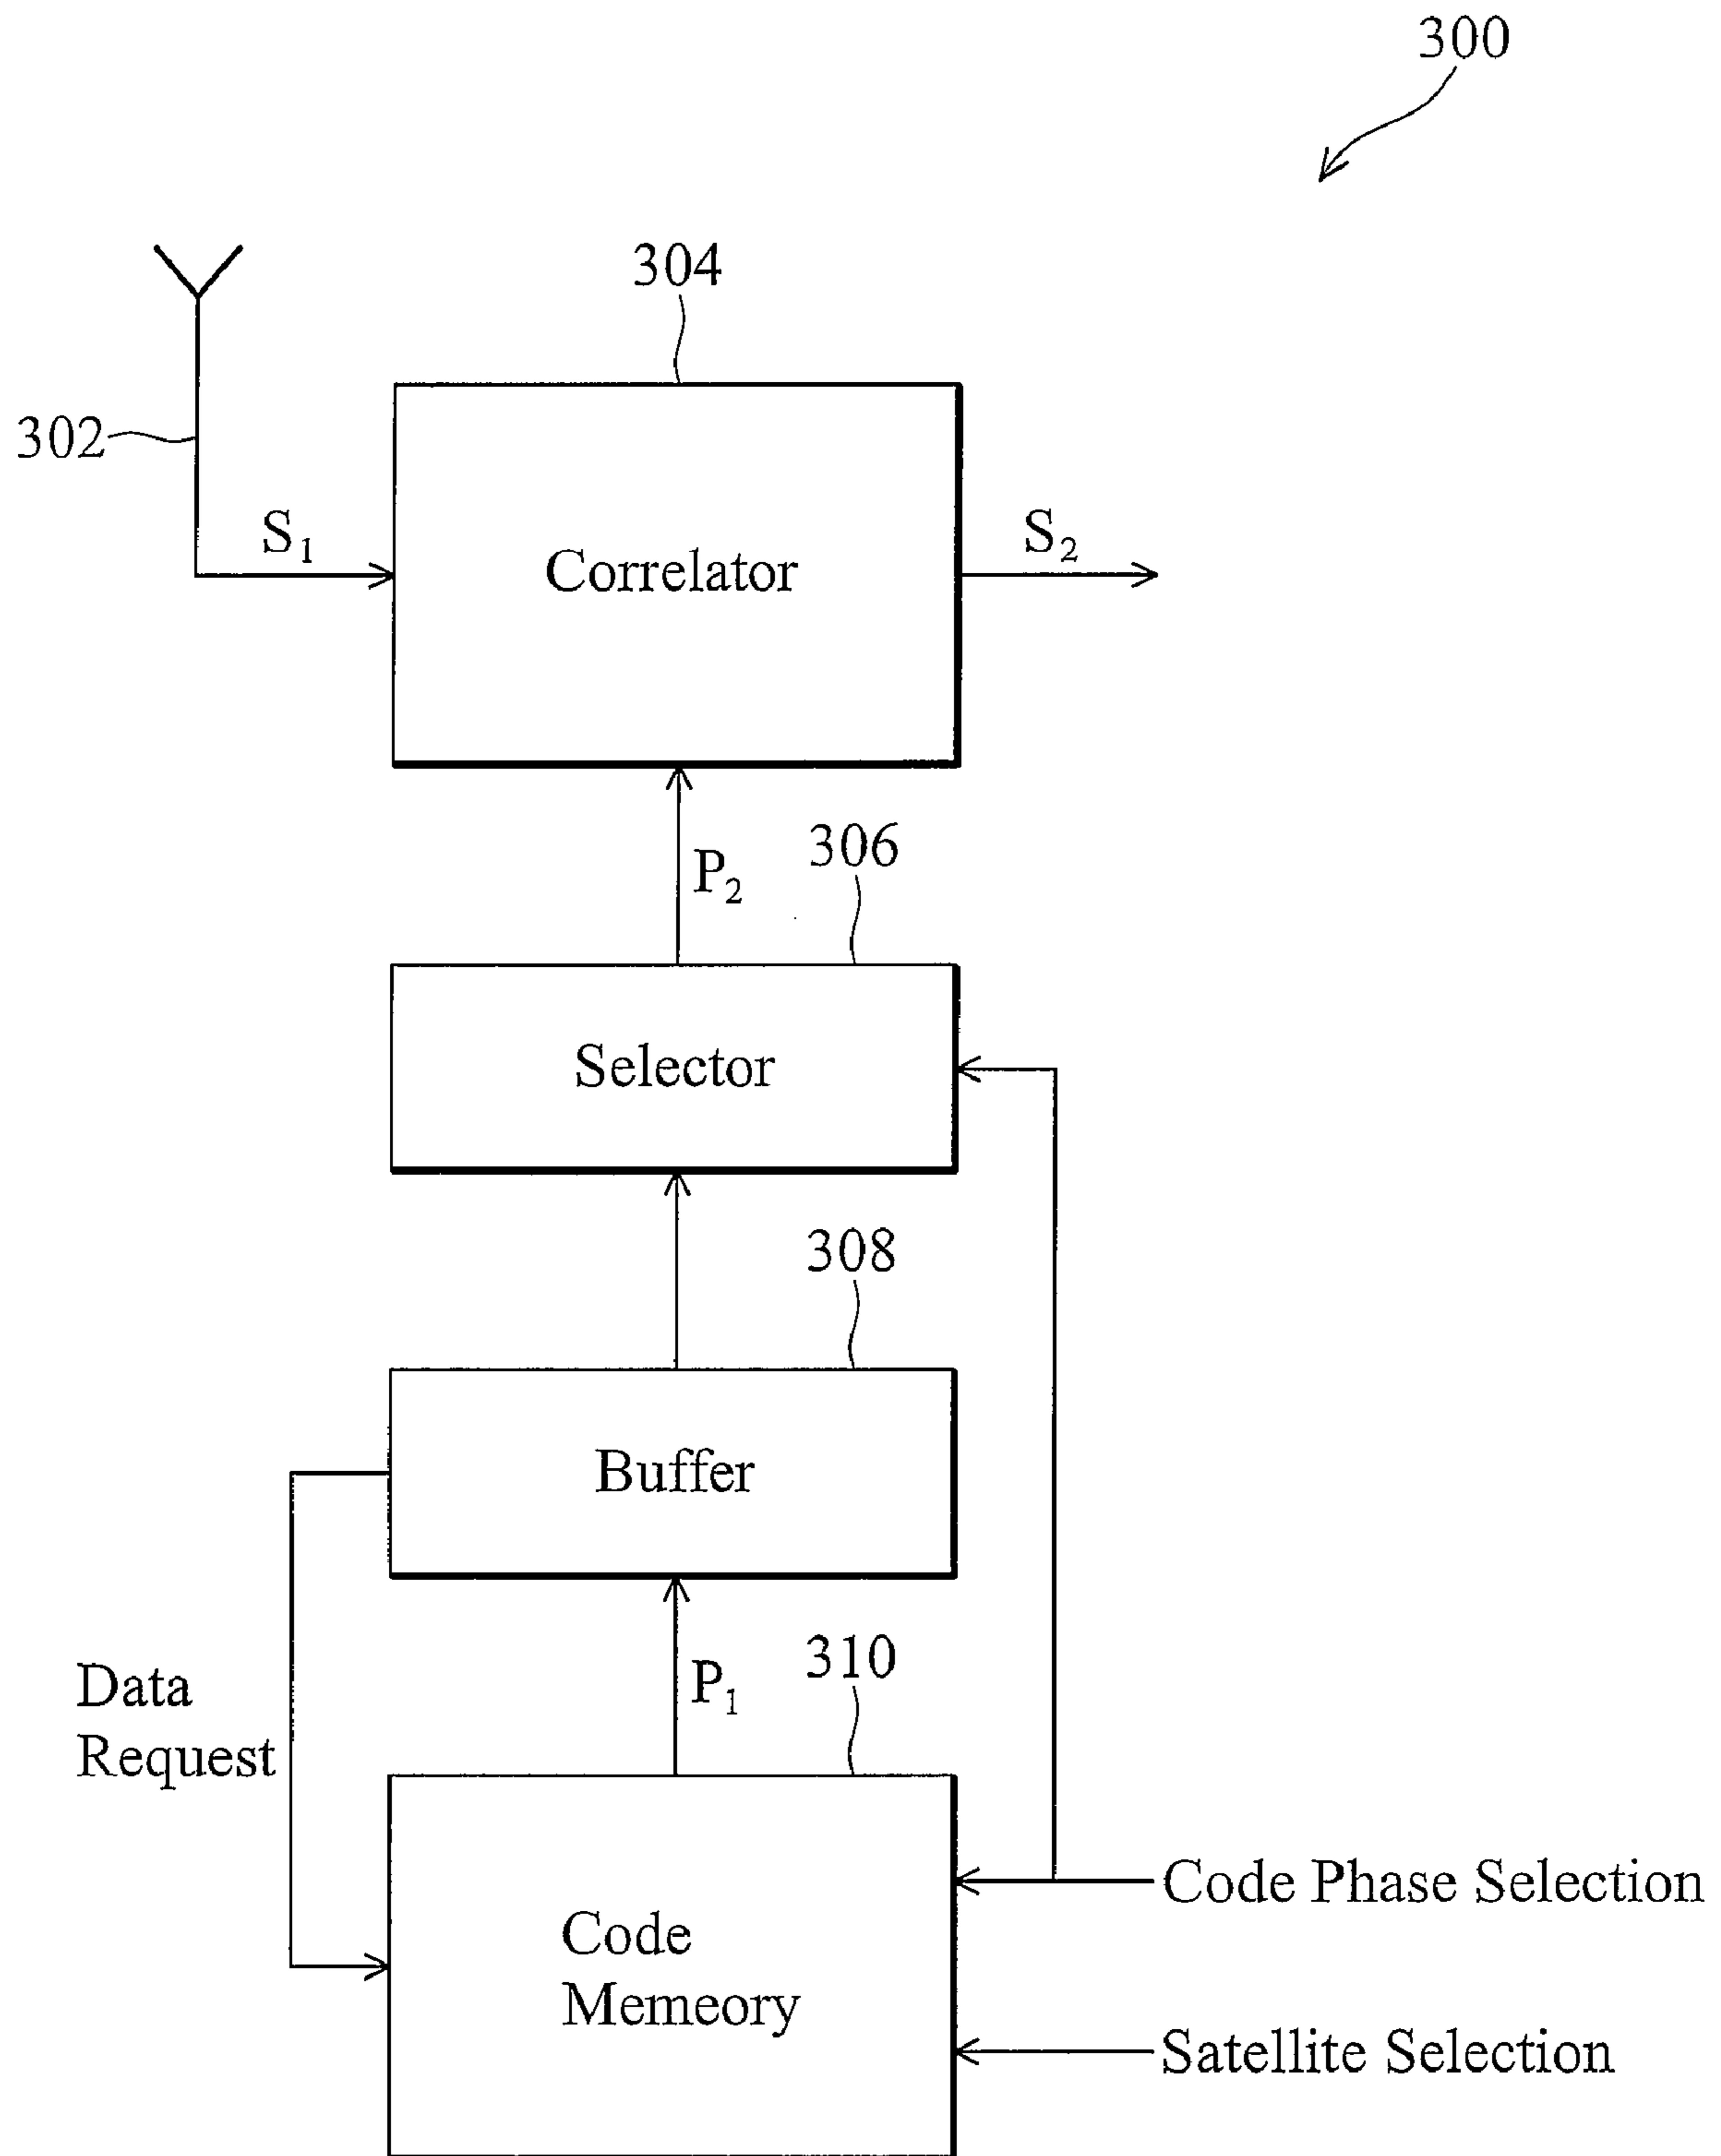 300
304
302
S₁
S₂
Correlator
306
P₂
Selector
308
Buffer
310
P₁
Data
Request
Code Phase Selection
Code
Memeory
Satellite Selection